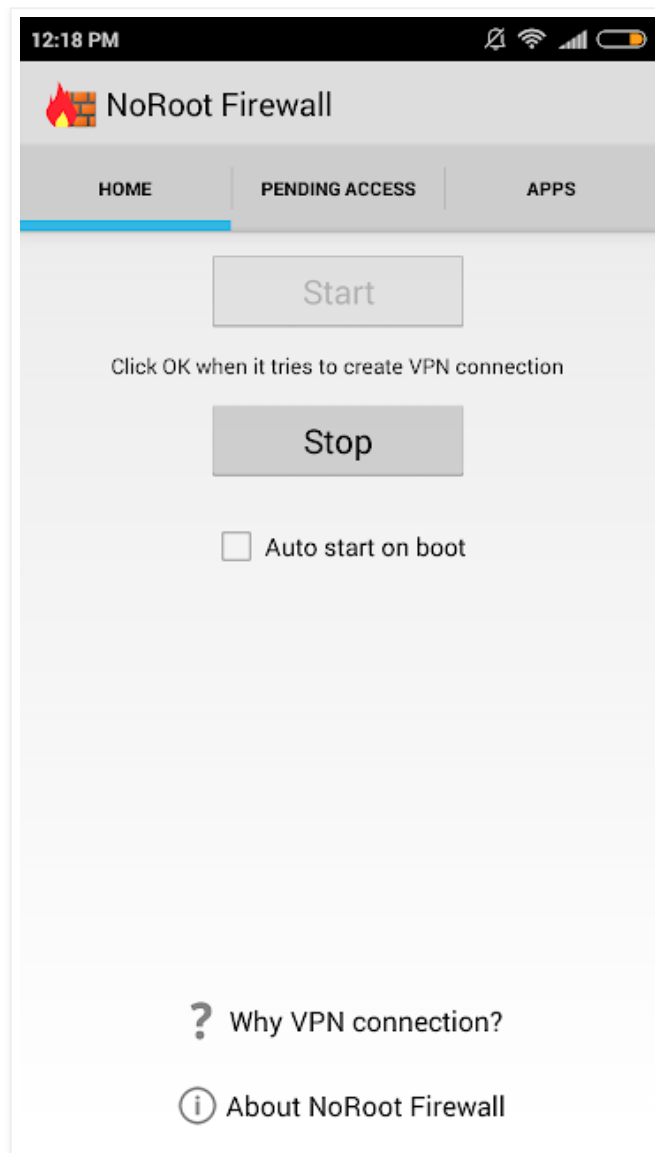 12:18 PM
NoRoot Firewall
HOME PENDING ACCESS APPS
Start
Click OK when it tries to create VPN connection
Stop
Auto start on boot
? Why VPN connection?
i About NoRoot Firewall